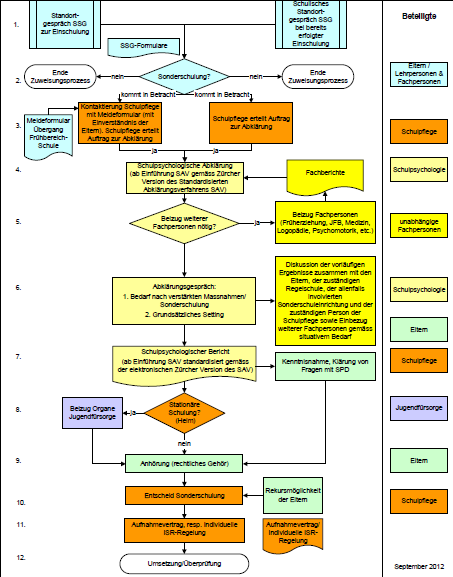 Beteiligte
1.
Standort-
gespräch SSG
zur Einschulung
SSG-Formulare
Schulisches
Standort-
gespräch SSG
bei bereits
erfolgter
Einschulung
2.
Ende
Zuweisungsprozess
nein
Sonderschulung?
nein
Ende
Zuweisungsprozess
Eltern /
Lehrpersonen &
Fachpersonen
kommt in Betracht
kommt in Betracht
3.
Meldeformular
Übergang
Frühbereich-
Schule
Kontaktierung Schulpflege
mit Meldeformular (mit
Einverständnis der
Eltern). Schulpflege erteilt
Auftrag zur Abklärung
Schulpflege erteilt Auftrag
zur Abklärung
Schulpflege
ja
ja
4.
Schulpsychologische Abklärung
(ab Einführung SAV gemäss Zürcher
Version des Standardisierten
Abklärungsverfahrens SAV)
Fachberichte
Schulpsychologie
5.
Beizug weiterer
Fachpersonen nötig?
ja
Beizug Fachpersonen
(Früherziehung, JFB, Medizin,
Logopädie, Psychomotorik, etc.)
unabhängige
Fachpersonen
6.
Abklärungsgespräch:
1. Bedarf nach verstärkten Massnahmen/
Sonderschulung
2. Grundsätzliches Setting
Diskussion der vorläufigen
Ergebnisse zusammen mit den
Eltern, der zuständigen
Regelschule, der allenfalls
involvierten
Sonderschuleinrichtung und der
zuständigen Person der
Schulpflege sowie Einbezug
weiterer Fachpersonen gemäss
situativem Bedarf
Schulpsychologie
Eltern
7.
Schulpsychologischer Bericht
(ab Einführung SAV standardisiert gemäss
der elektronischen Zürcher Version des SAV)
Kenntnisnahme, Klärung von
Fragen mit SPD
Schulpflege
8.
Beizug Organe
Jugendfürsorge
ja
Stationäre
Schulung?
(Heim)
Jugendfürsorge
nein
9.
Anhörung (rechtliches Gehör)
Eltern
10.
Entscheid Sonderschulung
Rekursmöglichkeit
der Eltern
Schulpflege
11.
Aufnahmevertrag, resp. individuelle
ISR-Regelung
Aufnahmevertrag/
individuelle ISR-
Regelung
12.
Umsetzung/Überprüfung
September 2012